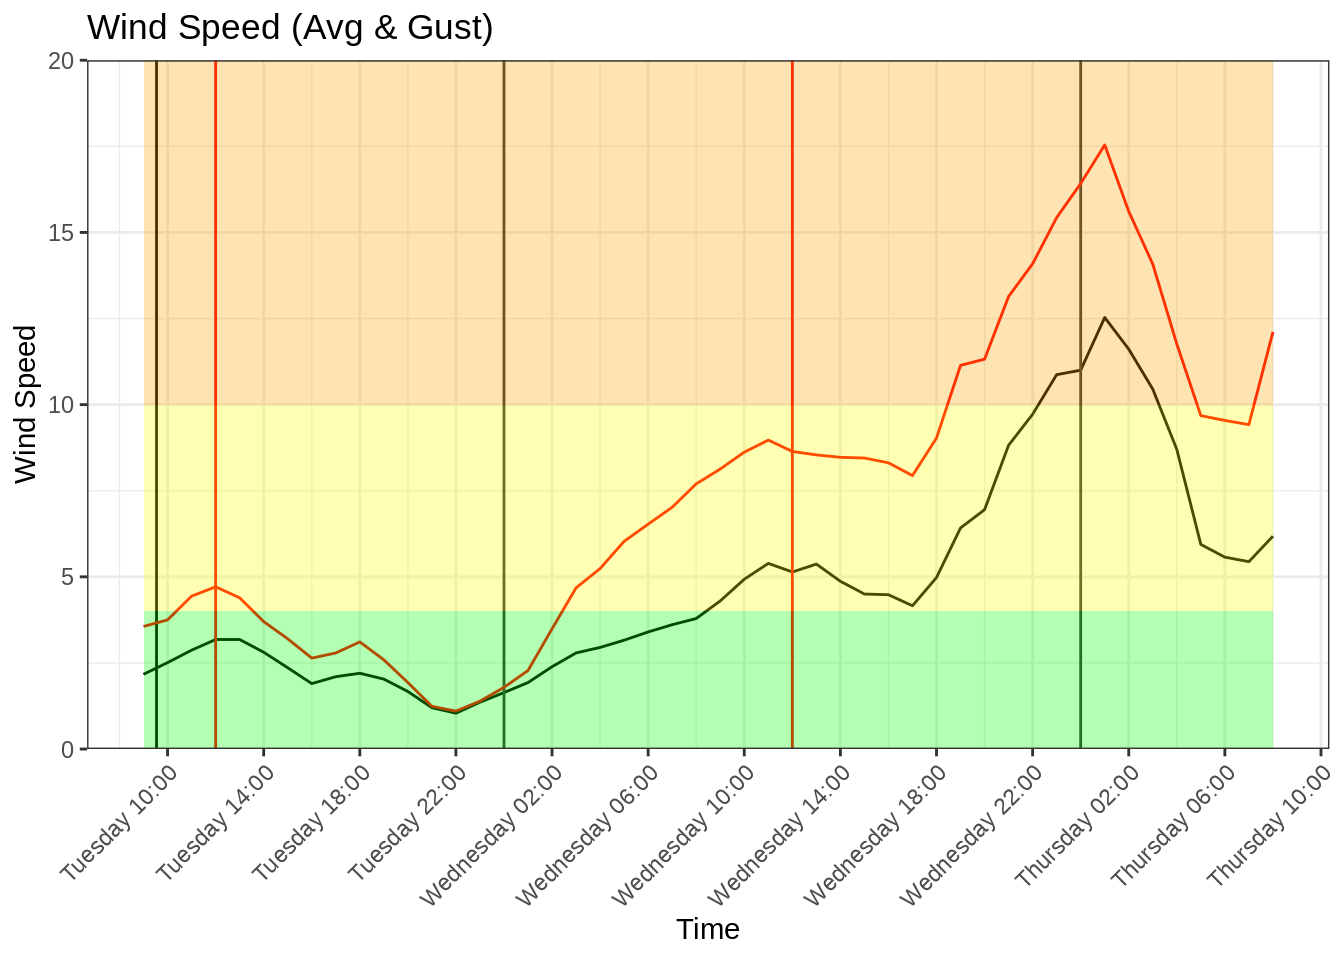 Wind Speed (Avg & Gust)
20
15
10
5
0
Wind Speed
Tuesday 10:00
Tuesday 14:00
Tuesday 18:00
Tuesday 22:00
Wednesday 02:00
Wednesday 06:00
Wednesday 10:00
Wednesday 14:00
Wednesday 18:00
Wednesday 22:00
Thursday 02:00
Thursday 06:00
Thursday 10:00
Time